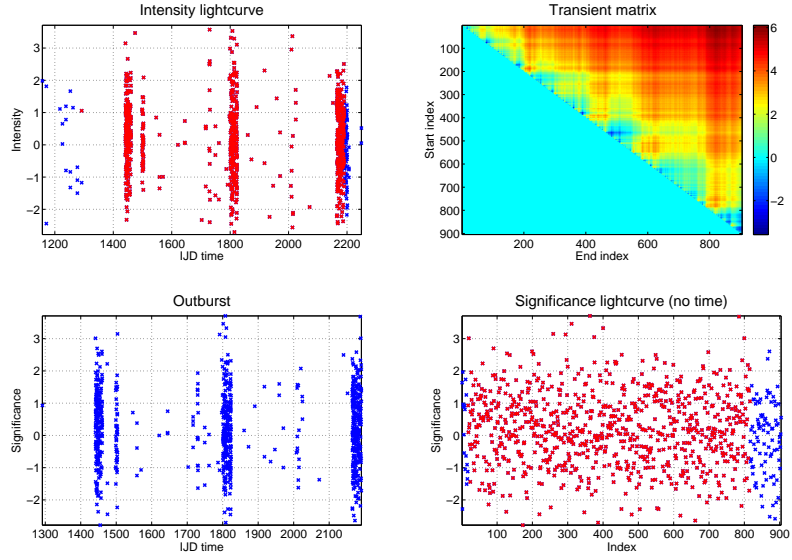 Intensity lightcurve
3
2
1
0
−1
−2
Intensity
1200 1400 1600 1800 2000 2200
IJD time
Transient matrix
100
200
300
400
500
600
700
800
900
Start index
200 400 600 800
End index
6
4
2
0
−2
Outburst
3
2
1
0
−1
−2
Significance
1300 1400 1500 1600 1700 1800 1900 2000 2100
IJD time
Significance lightcurve (no time)
3
2
1
0
−1
−2
Significance
100 200 300 400 500 600 700 800 900
Index